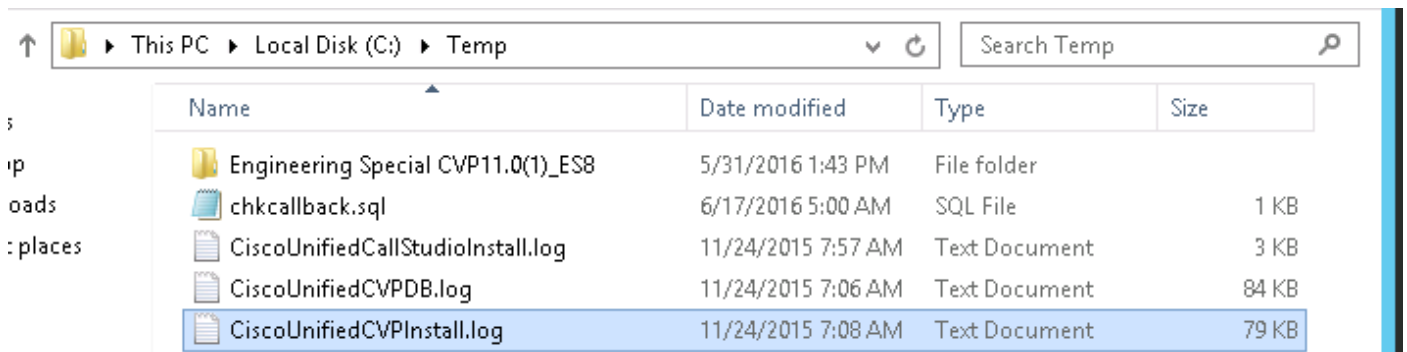 This PC Local Disk (C:) Temp Search Temp
Name Date modified Type Size
Engineering Special CVP11.0(1)_ES8 5/31/2016 1:43 PM File folder
chkcallback.sql 6/17/2016 5:00 AM SQL File 1 KB
oads CiscoUnifiedCallStudioInstall.log 11/24/2015 7:57 AM Text Document 3 KB
places CiscoUnifiedCVPDB.log 11/24/2015 7:06 AM Text Document 84 KB
CiscoUnifiedCVPInstall.log 11/24/2015 7:08 AM Text Document 79 KB